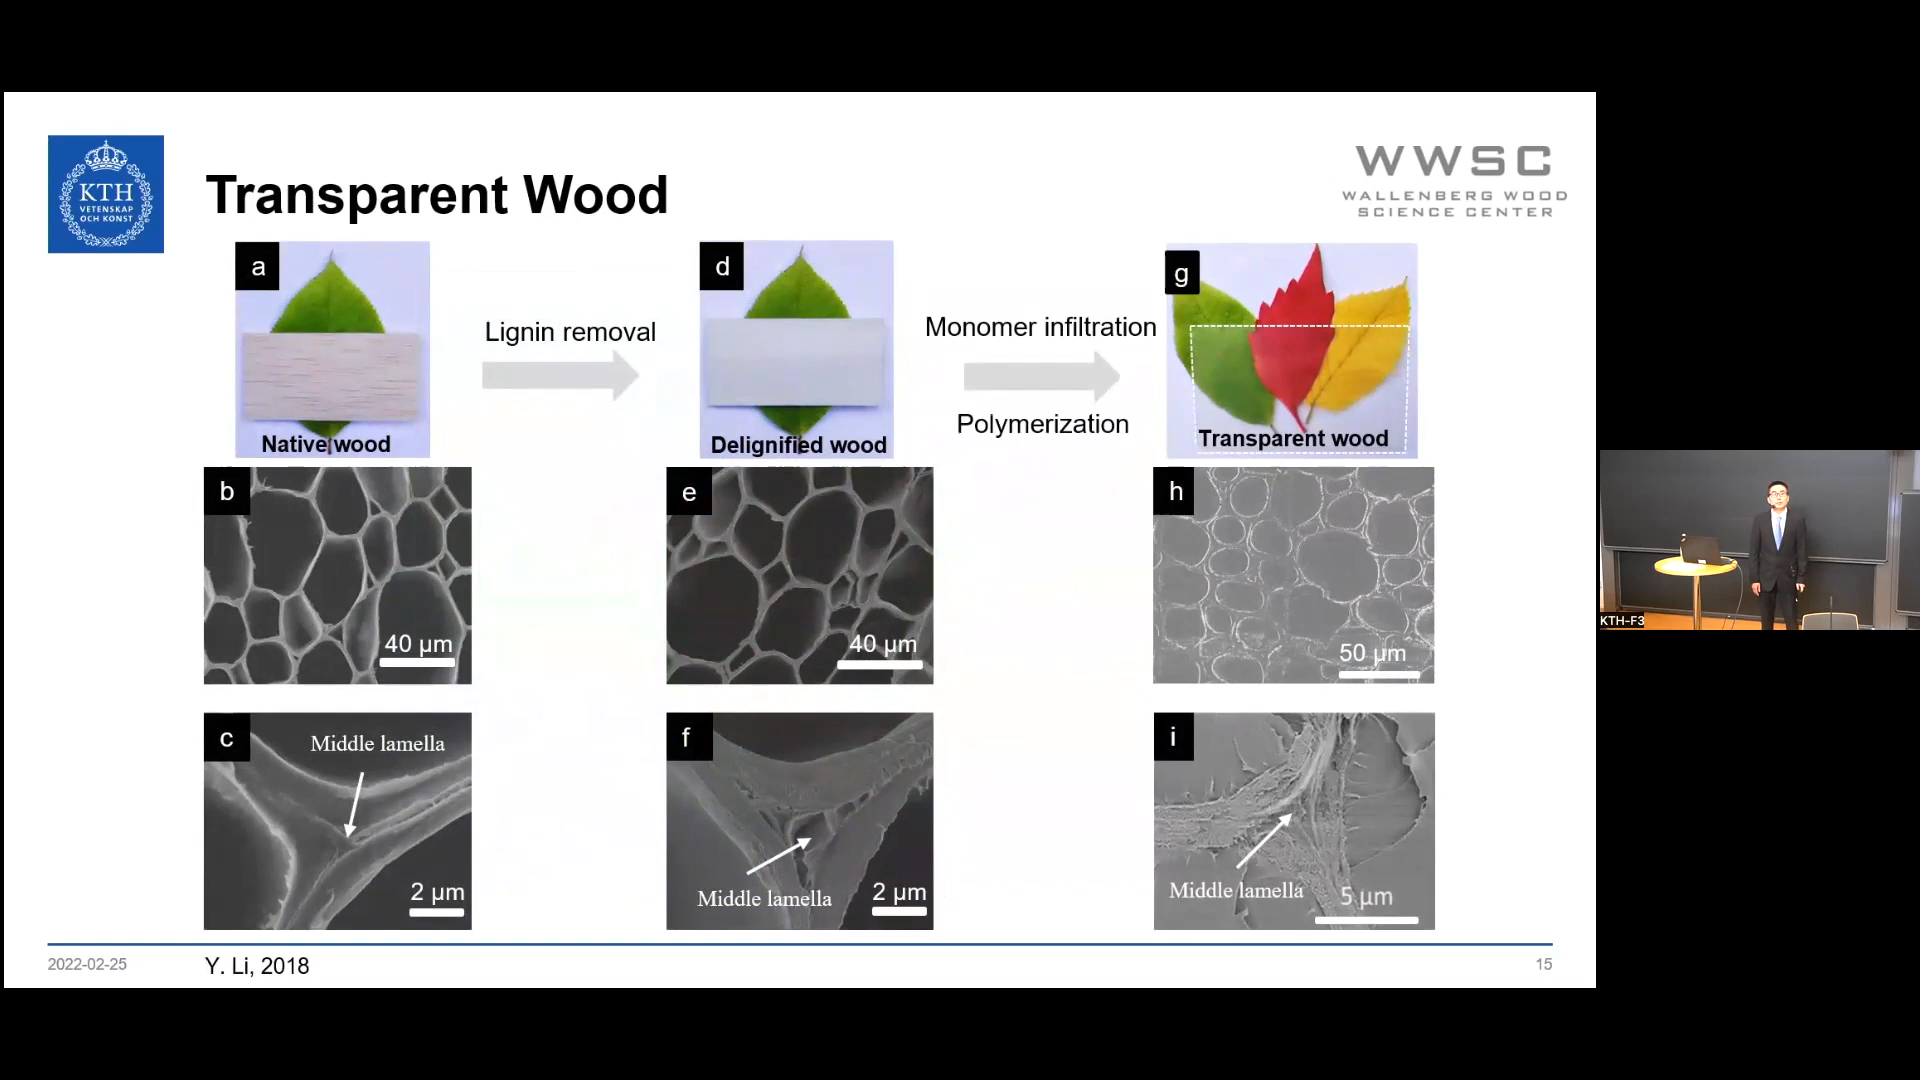 KTH
VETENSKAP
OCH KONST
Transparent Wood
WWSC
WALLENBERG WOOD
SCIENCE CENTER
a
Native wood
Lignin removal
d
Delignified wood
Monomer infiltration
Polymerization
g
Transparent wood
b
40 µm
e
40 µm
h
50 µm
c
Middle lamella
2 µm
f
Middle lamella
2 µm
i
Middle lamella
5 µm
2022-02-25
Y. Li, 2018
15
KTH-F3